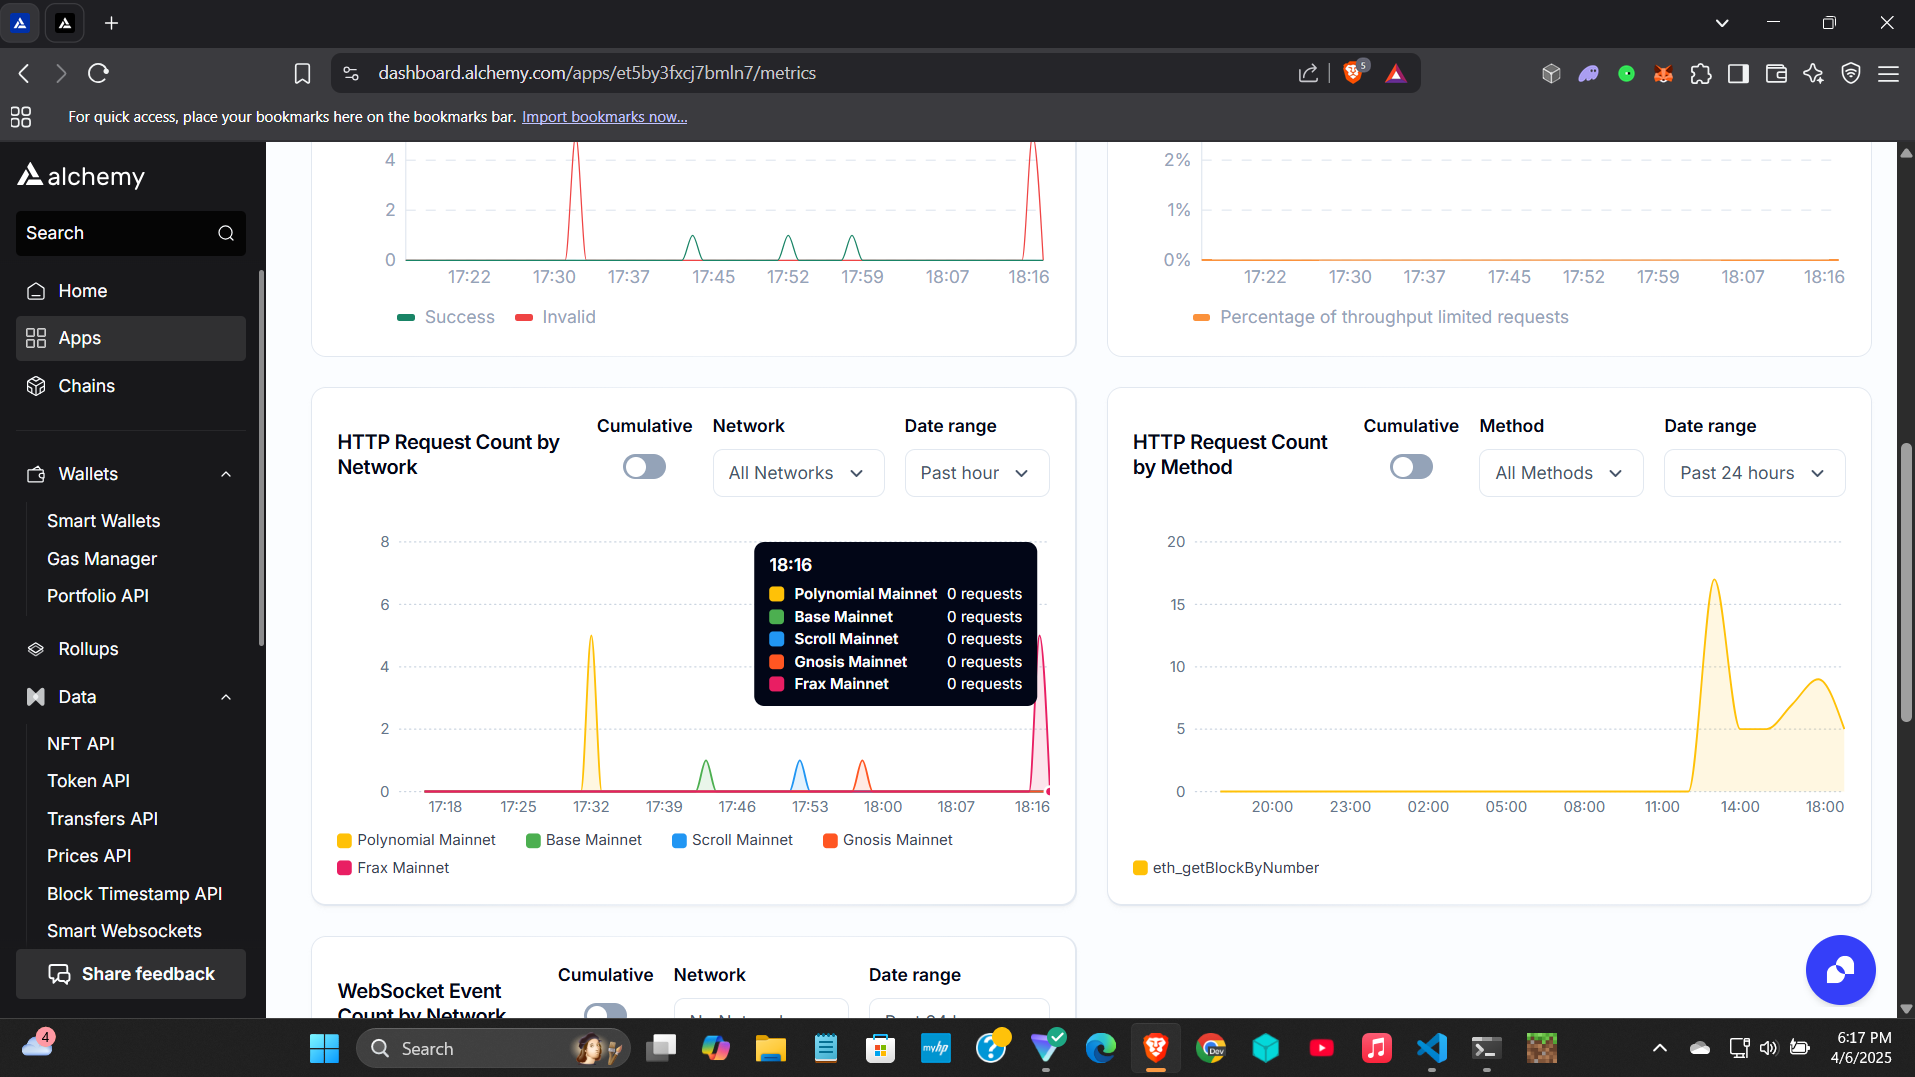 dashboard.alchemy.com/apps/et5by3fxcj7bmln7/metrics
5
For quick access, place your bookmarks here on the bookmarks bar. Import bookmarks now...
alchemy
Search
Home
Apps
Chains
Wallets
Smart Wallets
Gas Manager
Portfolio API
Rollups
Data
NFT API
Token API
Transfers API
Prices API
Block Timestamp API
Smart Websockets
Share feedback
4
2
0
17:22 17:30 17:37 17:45 17:52 17:59 18:07 18:16
Success Invalid
2%
1%
0%
17:22 17:30 17:37 17:45 17:52 17:59 18:07 18:16
Percentage of throughput limited requests
HTTP Request Count by
Network
Cumulative Network Date range
All Networks Past hour
8
6
4
2
0
18:16
Polynomial Mainnet 0 requests
Base Mainnet 0 requests
Scroll Mainnet 0 requests
Gnosis Mainnet 0 requests
Frax Mainnet 0 requests
17:18 17:25 17:32 17:39 17:46 17:53 18:00 18:07 18:16
Polynomial Mainnet Base Mainnet Scroll Mainnet Gnosis Mainnet
Frax Mainnet
HTTP Request Count
by Method
Cumulative Method Date range
All Methods Past 24 hours
20
15
10
5
0
20:00 23:00 02:00 05:00 08:00 11:00 14:00 18:00
eth_getBlockByNumber
WebSocket Event
Count by Network
Cumulative Network Date range
4
Search
myhp
Dev
6:17 PM
4/6/2025